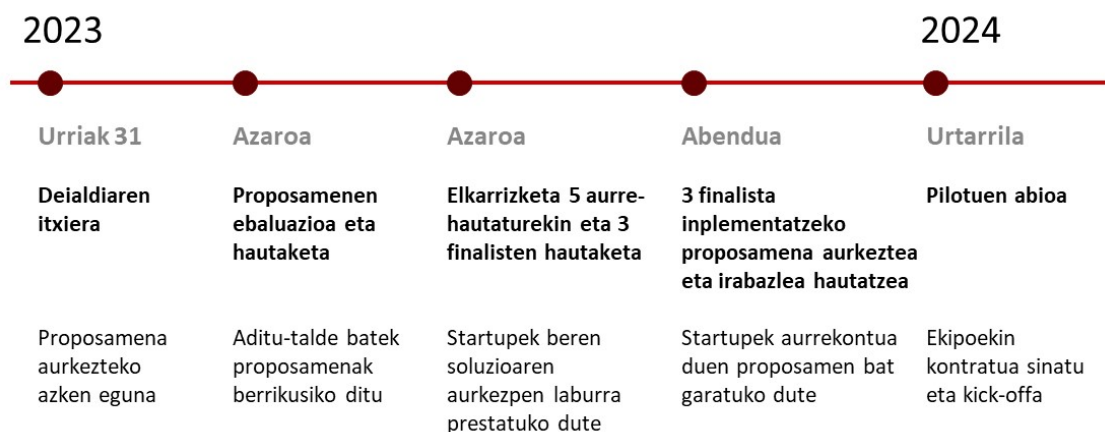 2023
2024
Urriak 31
Deialdiaren
itxiera
Proposamena
aurkezteko
azken eguna
Azaroa
Proposamenen
ebaluazioa eta
hautaketa
Aditu-talde batek
proposamenak
berrikusiko ditu
Azaroa
Elkarrizketa 5 aurre-
hautaturekin eta 3
finalisten hautaketa
Startupek beren
soluzioaren
aurkezpen laburra
prestatuko dute
Abendua
3 finalista
inplementatzeko
proposamena aurkeztea
eta irabazlea hautatzea
Startupek aurrekontua
duen proposamen bat
garatuko dute
Urtarrila
Pilotuen abioa
Ekipoekin
kontratua sinatu
eta kick-offa